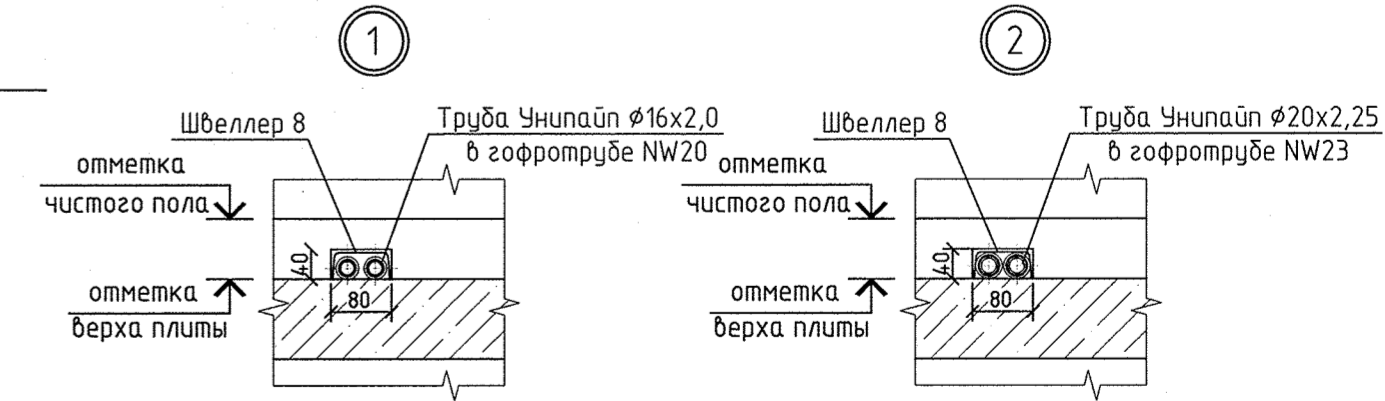 1
Швеллер 8
Труба Унипайп ⌀16х2,0
в гофротрубе NW20
отметка
чистого пола
40
80
отметка
верха плиты
2
Швеллер 8
Труба Унипайп ⌀20х2,25
в гофротрубе NW23
отметка
чистого пола
40
80
отметка
верха плиты